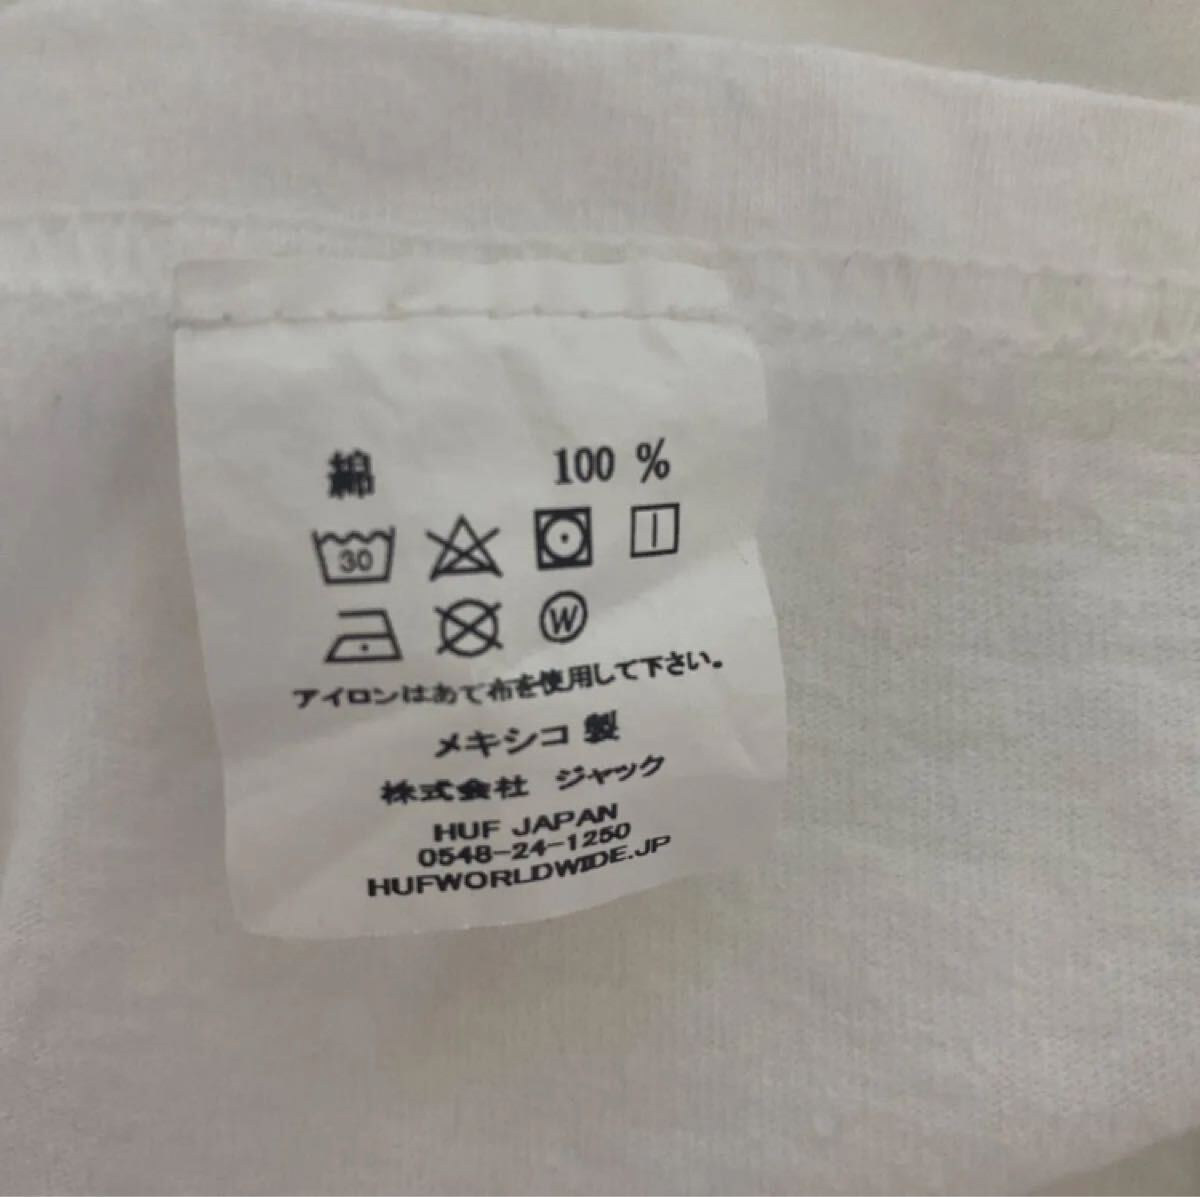 綿 100 %
30
W
アイロンはあて布を使用して下さい。
メキシコ 製
株式会社 ジャック
HUF JAPAN
0548-24-1250
HUFWORLDWIDE.JP